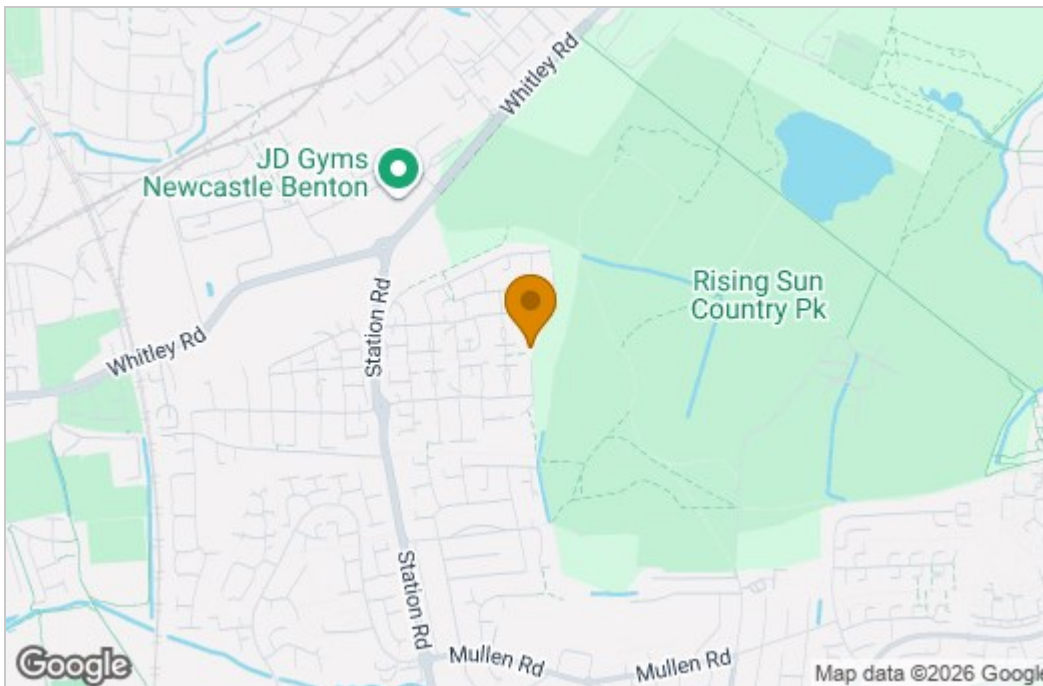 Whitley Rd
JD Gyms
Newcastle Benton
Rising Sun
Country Pk
Station Rd
Whitley Rd
Station Rd
Mullen Rd
Mullen Rd
Google
Map data ©2026 Google